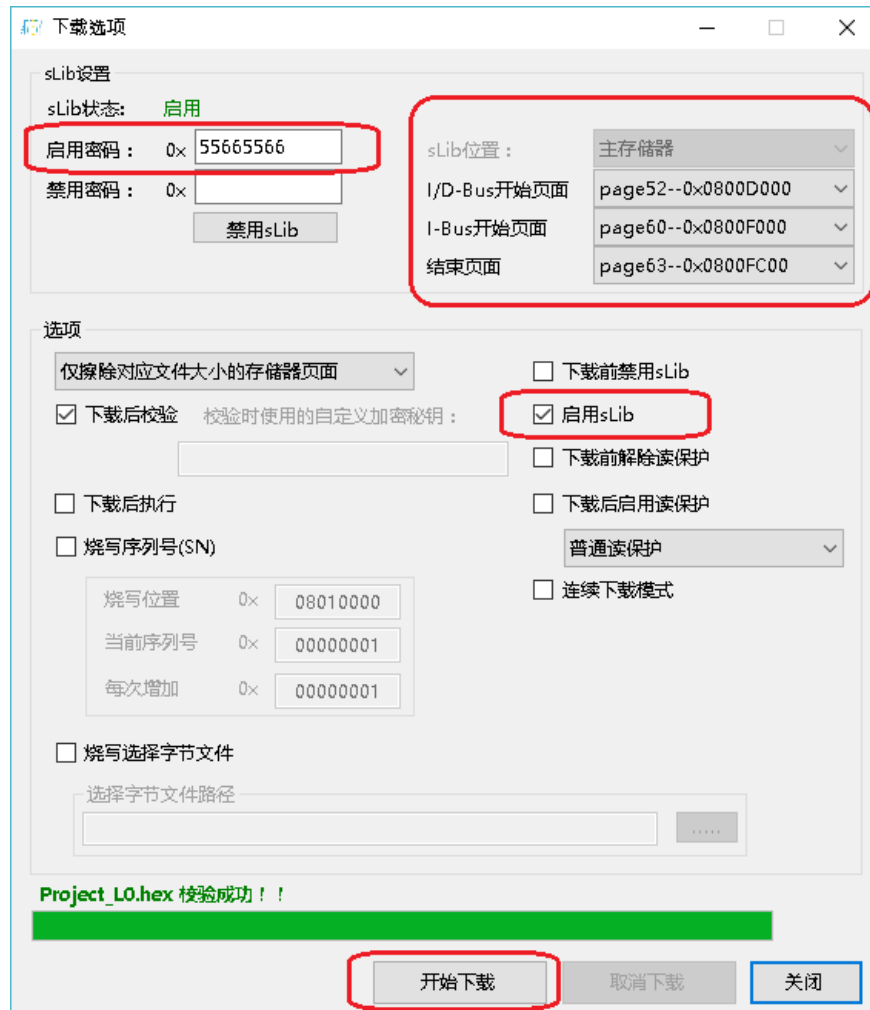 下载选项
sLib设置
sLib状态: 启用
启用密码： 0x 55665566
禁用密码： 0x
禁用sLib
sLib位置： 主存储器
I/D-Bus开始页面 page52--0x0800D000
I-Bus开始页面 page60--0x0800F000
结束页面 page63--0x0800FC00
选项
仅擦除对应文件大小的存储器页面
下载前禁用sLib
下载后校验 校验时使用的自定义加密秘钥：
启用sLib
下载前解除读保护
下载后执行
下载后启用读保护
烧写序列号(SN)
普通读保护
烧写位置 0x 08010000
连续下载模式
当前序列号 0x 00000001
每次增加 0x 00000001
烧写选择字节文件
选择字节文件路径
.....
Project_L0.hex 校验成功！！
开始下载 取消下载 关闭